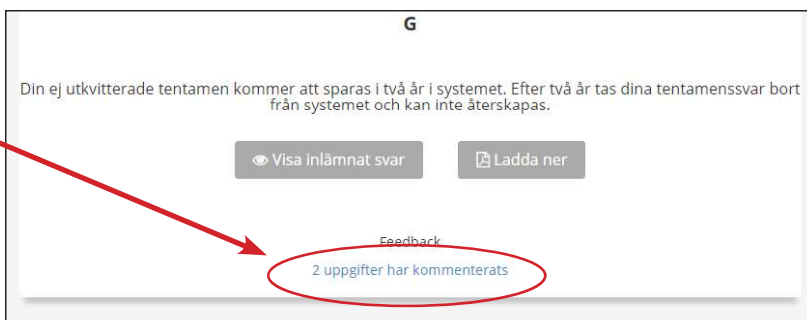 G
Din ej utkvitterade tentamen kommer att sparas i två år i systemet. Efter två år tas dina tentamenssvar bort
från systemet och kan inte återskapas.
Visa inlämnat svar
Ladda ner
Feedback
2 uppgifter har kommenterats